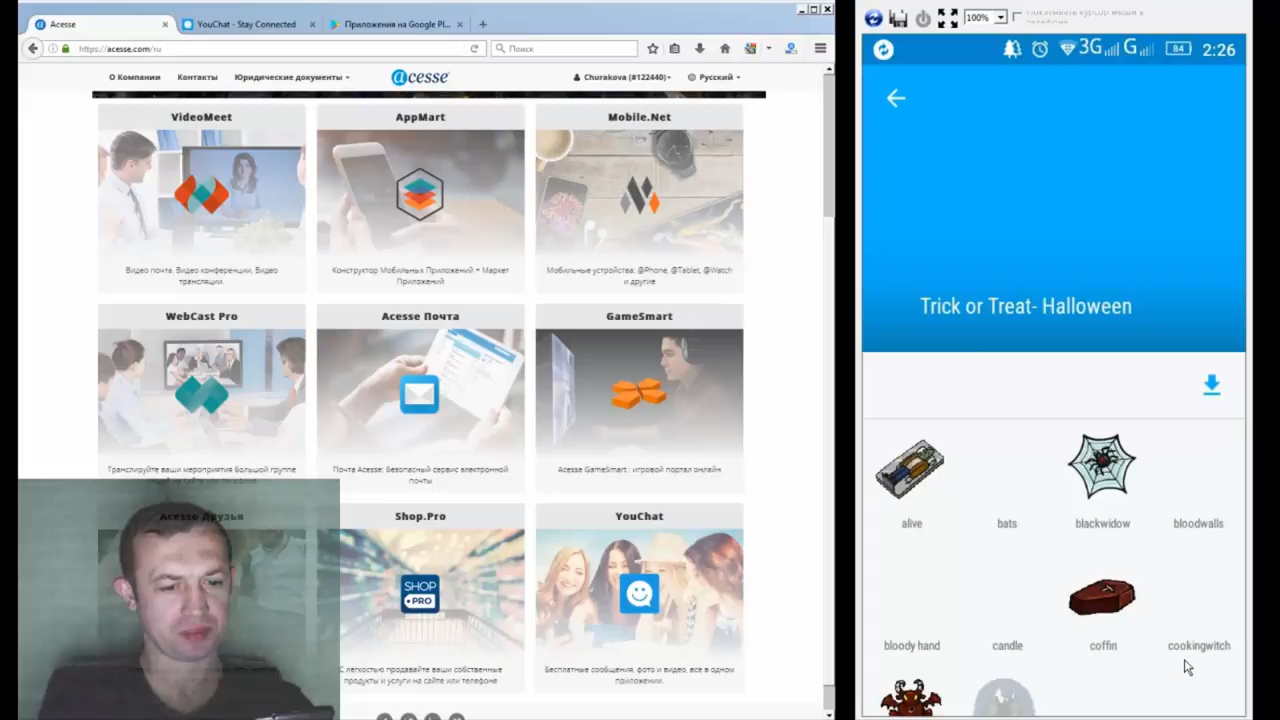 Acesse
YouChat - Stay Connected
Приложения на Google Pl...
100%
https://acesse.com/ru
Поиск
3G
G
84
2:26
О Компании
Контакты
Юридические документы
acesse
Churakova (#122440)
Русский
VideoMeet
AppMart
Mobile.Net
Видео почта. Видео конференции. Видео
трансляции.
Конструктор Мобильных Приложений + Маркет
Приложений
Мобильные устройства: @Phone, @Tablet, @Watch
и другие
WebCast Pro
Acesse Почта
GameSmart
Транслируйте ваши мероприятия большой группе
Почта Acesse: Безопасный сервис электронной
почты
Acesse GameSmart : игровой портал онлайн
Acesse Друзья
Shop.Pro
YouChat
SHOP
PRO
С легкостью продавайте ваши собственные
продукты и услуги на сайте или телефоне
Бесплатные сообщения, фото и видео, все в одном
приложении.
Trick or Treat- Halloween
alive
bats
blackwidow
bloodwalls
bloody hand
candle
coffin
cookingwitch